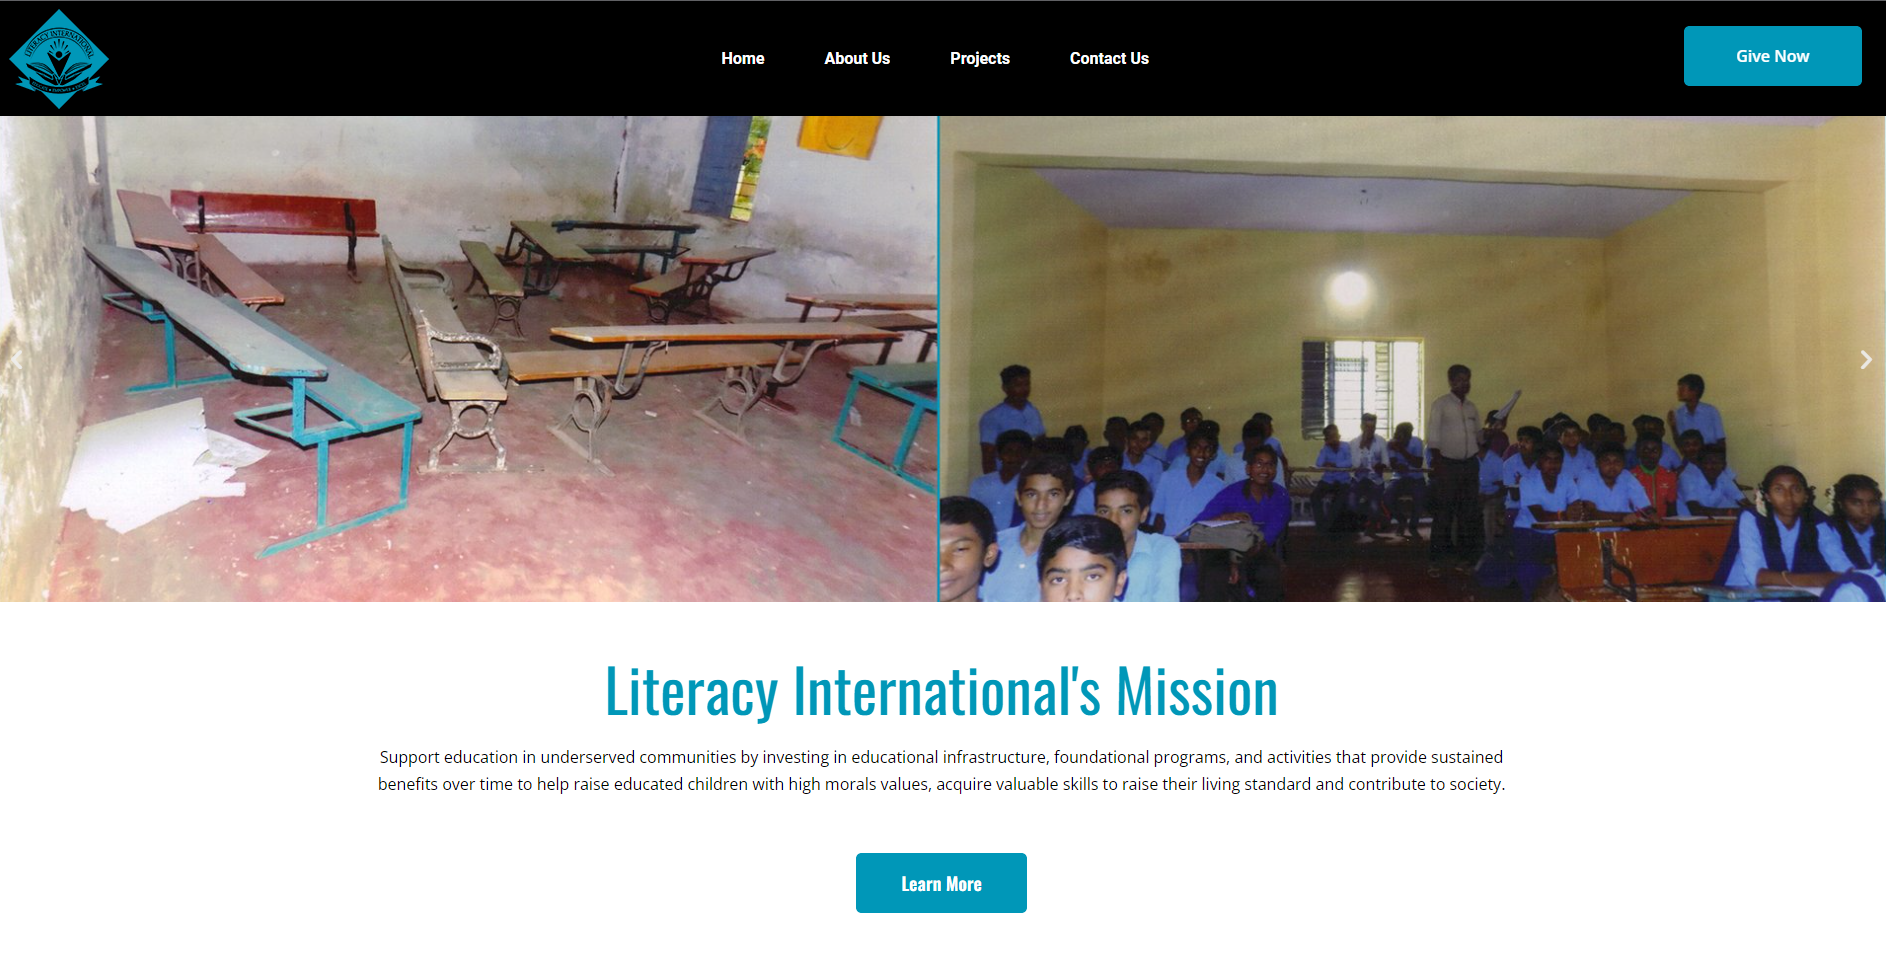 LITERACY INTERNATIONAL
Home
About Us
Projects
Contact Us
Give Now
Literacy International's Mission
Support education in underserved communities by investing in educational infrastructure, foundational programs, and activities that provide sustained
benefits over time to help raise educated children with high morals values, acquire valuable skills to raise their living standard and contribute to society.
Learn More